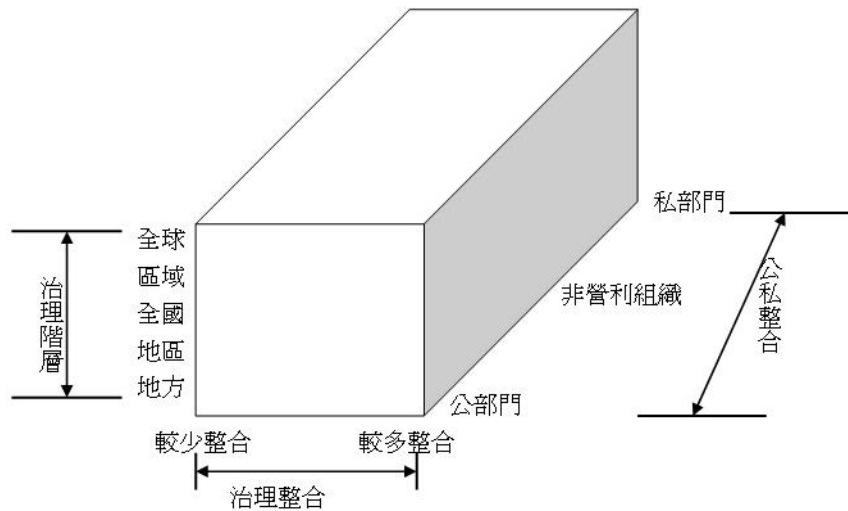 全球
區域
全國
地區
地方
治理階層
較少整合
較多整合
治理整合
公部門
非營利組織
私部門
公私整合